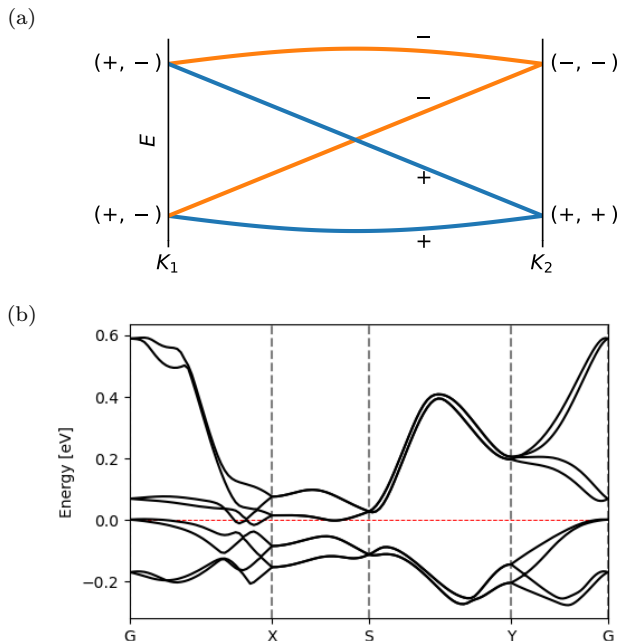 (a)
−
(+, −) (−, −)
−
E
+
(+, −) (+, +)
+
K₁ K₂
(b)
0.6
0.4
0.2
0.0
−0.2
Energy [eV]
G X S Y G